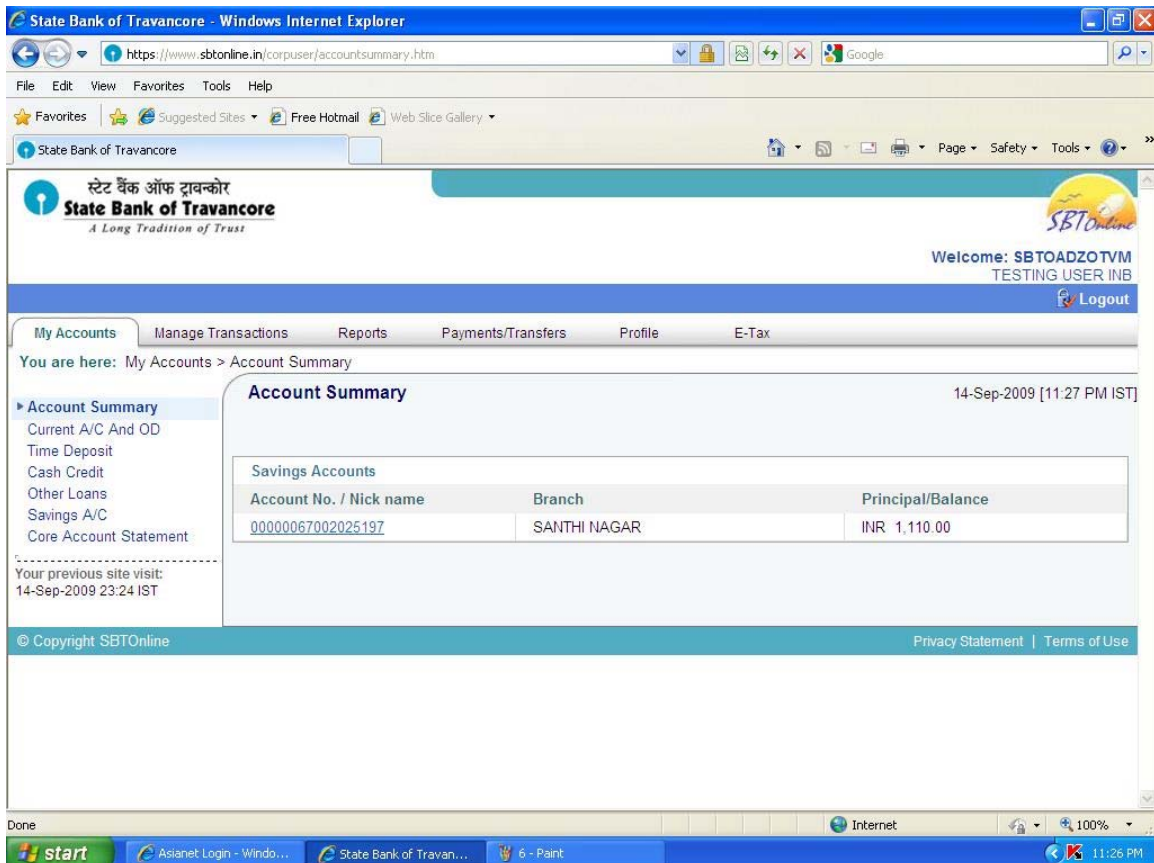 State Bank of Travancore - Windows Internet Explorer
https://www.sbtonline.in/corpuser/accountsummary.htm
Google
File Edit View Favorites Tools Help
Favorites Suggested Sites Free Hotmail Web Slice Gallery
State Bank of Travancore
Page Safety Tools
स्टेट बैंक ऑफ ट्रावन्कोर
State Bank of Travancore
A Long Tradition of Trust
SBTOnline
Welcome: SBTOADZOTVM
TESTING USER INB
Logout
My Accounts Manage Transactions Reports Payments/Transfers Profile E-Tax
You are here: My Accounts > Account Summary
Account Summary
Current A/C And OD
Time Deposit
Cash Credit
Other Loans
Savings A/C
Core Account Statement
Your previous site visit:
14-Sep-2009 23:24 IST
Account Summary 14-Sep-2009 [11:27 PM IST]
Savings Accounts
Account No. / Nick name Branch Principal/Balance
00000067002025197 SANTHI NAGAR INR 1,110.00
© Copyright SBTOnline Privacy Statement | Terms of Use
Done Internet 100%
start Asianet Login - Windo... State Bank of Travan... 6 - Paint 11:26 PM